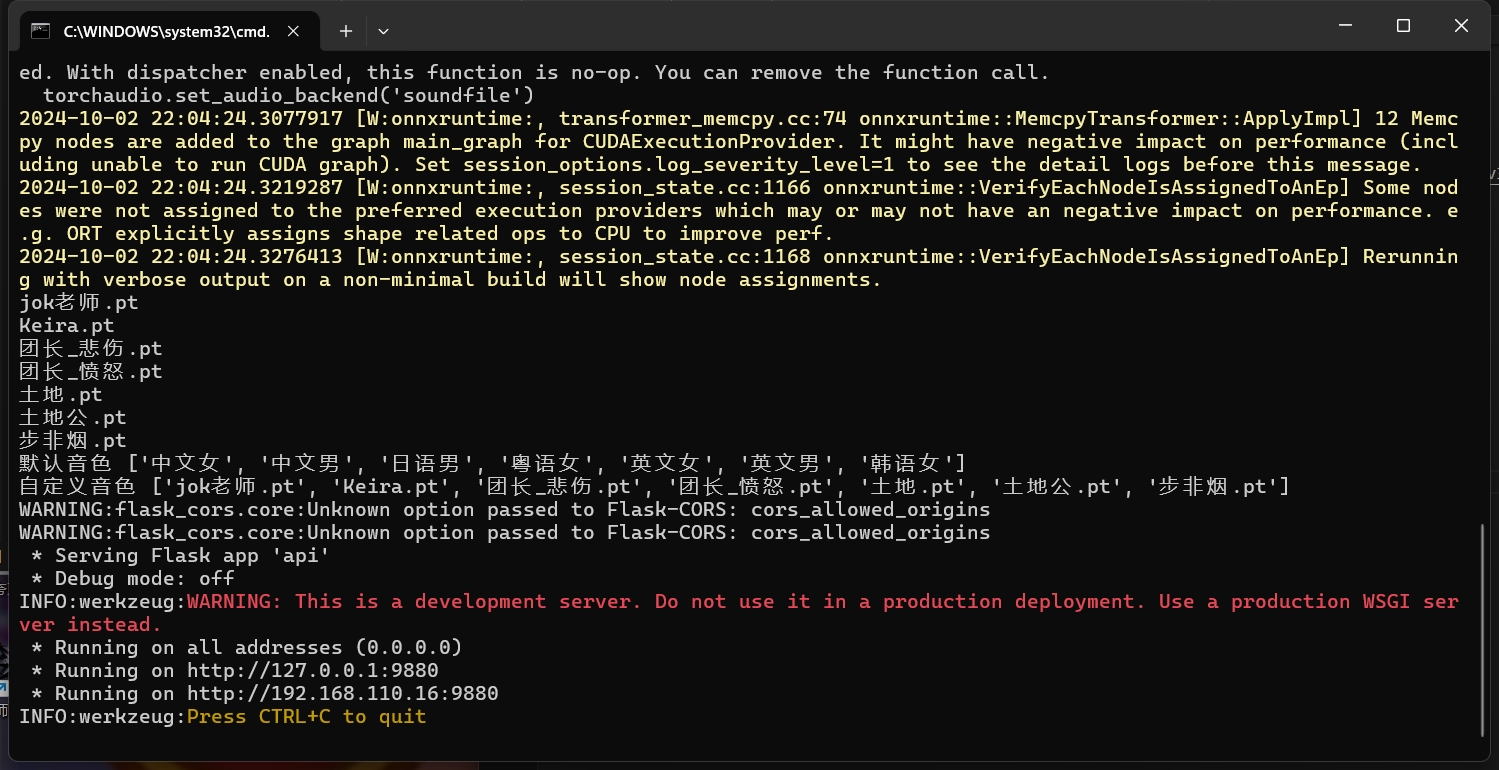 C:\WINDOWS\system32\cmd.
ed. With dispatcher enabled, this function is no-op. You can remove the function call.
  torchaudio.set_audio_backend('soundfile')
2024-10-02 22:04:24.3077917 [W:onnxruntime:, transformer_memcpy.cc:74 onnxruntime::MemcpyTransformer::ApplyImpl] 12 Memc
py nodes are added to the graph main_graph for CUDAExecutionProvider. It might have negative impact on performance (incl
uding unable to run CUDA graph). Set session_options.log_severity_level=1 to see the detail logs before this message.
2024-10-02 22:04:24.3219287 [W:onnxruntime:, session_state.cc:1166 onnxruntime::VerifyEachNodeIsAssignedToAnEp] Some nod
es were not assigned to the preferred execution providers which may or may not have an negative impact on performance. e
.g. ORT explicitly assigns shape related ops to CPU to improve perf.
2024-10-02 22:04:24.3276413 [W:onnxruntime:, session_state.cc:1168 onnxruntime::VerifyEachNodeIsAssignedToAnEp] Rerunnin
g with verbose output on a non-minimal build will show node assignments.
jok老师.pt
Keira.pt
团长_悲伤.pt
团长_愤怒.pt
土地.pt
土地公.pt
步非烟.pt
默认音色 ['中文女', '中文男', '日语男', '粤语女', '英文女', '英文男', '韩语女']
自定义音色 ['jok老师.pt', 'Keira.pt', '团长_悲伤.pt', '团长_愤怒.pt', '土地.pt', '土地公.pt', '步非烟.pt']
WARNING:flask_cors.core:Unknown option passed to Flask-CORS: cors_allowed_origins
WARNING:flask_cors.core:Unknown option passed to Flask-CORS: cors_allowed_origins
 * Serving Flask app 'api'
 * Debug mode: off
INFO:werkzeug:WARNING: This is a development server. Do not use it in a production deployment. Use a production WSGI ser
ver instead.
 * Running on all addresses (0.0.0.0)
 * Running on http://127.0.0.1:9880
 * Running on http://192.168.110.16:9880
INFO:werkzeug:Press CTRL+C to quit